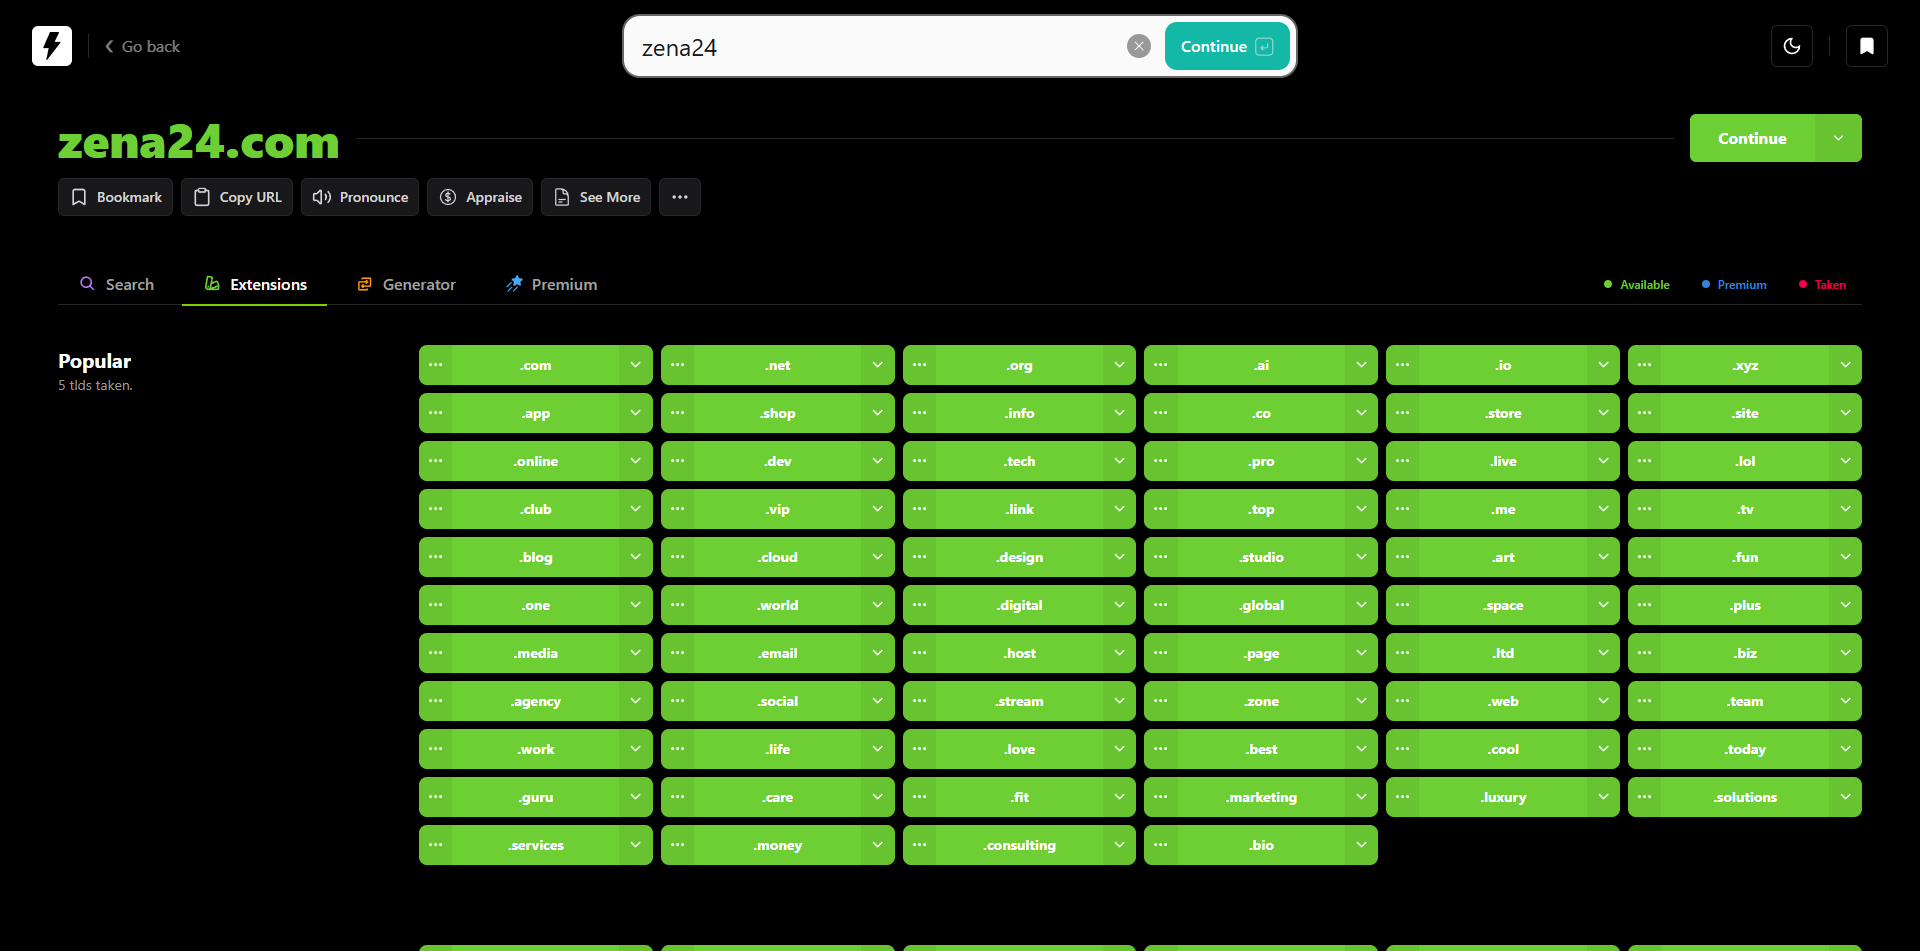 Go back
zena24
Continue
zena24.com
Continue
Bookmark
Copy URL
Pronounce
Appraise
See More
Search
Extensions
Generator
Premium
Available
Premium
Taken
Popular
5 tlds taken.
.com .net .org .ai .io .xyz
.app .shop .info .co .store .site
.online .dev .tech .pro .live .lol
.club .vip .link .top .me .tv
.blog .cloud .design .studio .art .fun
.one .world .digital .global .space .plus
.media .email .host .page .ltd .biz
.agency .social .stream .zone .web .team
.work .life .love .best .cool .today
.guru .care .fit .marketing .luxury .solutions
.services .money .consulting .bio